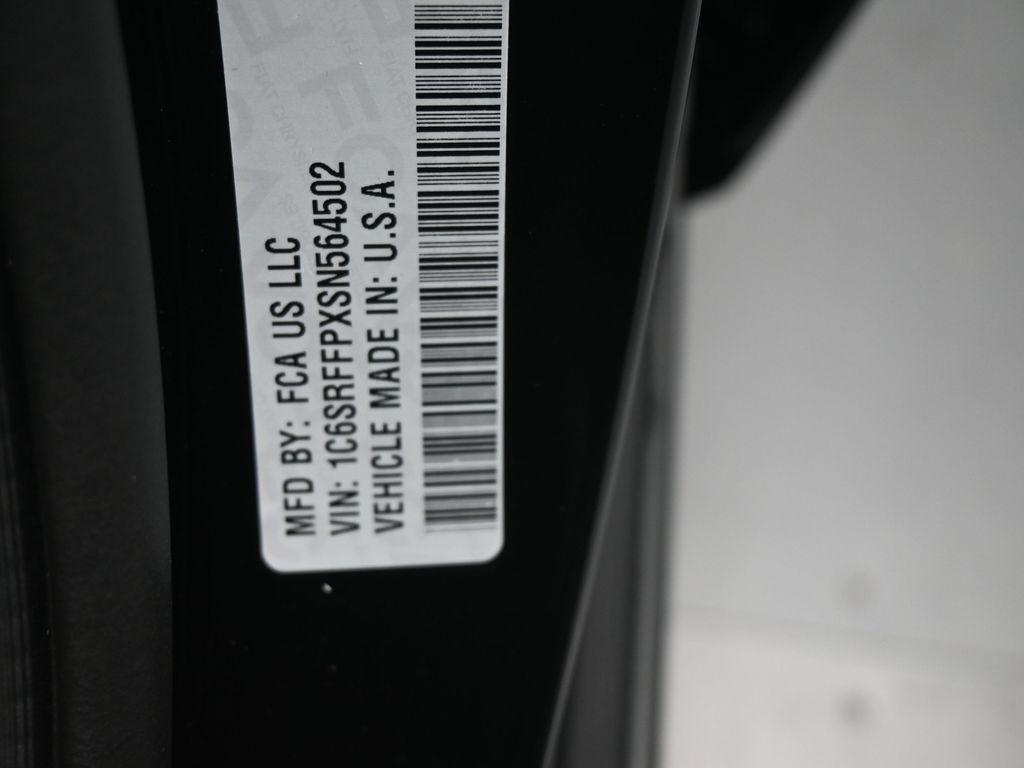 MFD BY: FCA US LLC
VIN: 1C6SRFFPXSN564502
VEHICLE MADE IN: U.S.A.